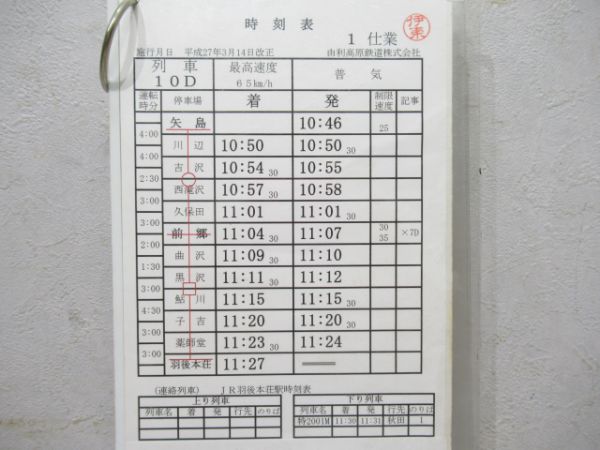 時刻表
1 仕業
伊東
施行月日 平成27年3月14日改正 由利高原鉄道株式会社
列車 最高速度 普気
10D 65km/h
運転時分 停車場 着 発 制限速度 記事
矢島 10:46 25
4:00
川辺 10:50 10:50 30
4:00
吉沢 10:54 30 10:55
2:30
西滝沢 10:57 30 10:58
3:00
久保田 11:01 11:01 30
3:00
前郷 11:04 30 11:07 30 35 ×7D
2:00
曲沢 11:09 30 11:10
1:30
黒沢 11:11 30 11:12
3:00
鮎川 11:15 11:15 30
4:30
子吉 11:20 11:20 30
3:00
薬師堂 11:23 30 11:24
3:00
羽後本荘 11:27
(連絡列車) JR羽後本荘駅時刻表
上り列車 下り列車
列車名 着 発 行先 のりば 列車名 着 発 行先 のりば
特2001M 11:30 11:31 秋田 1